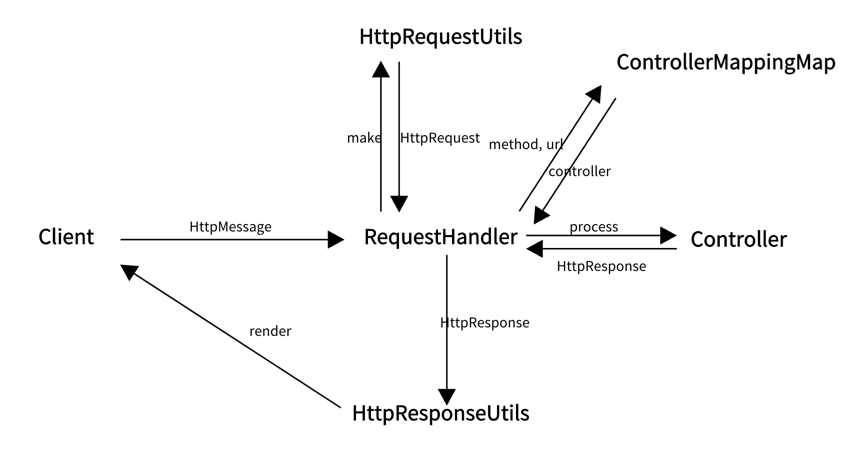 HttpRequestUtils
ControllerMappingMap
make
HttpRequest
method, url
controller
Client
HttpMessage
RequestHandler
process
Controller
HttpResponse
HttpResponse
render
HttpResponseUtils